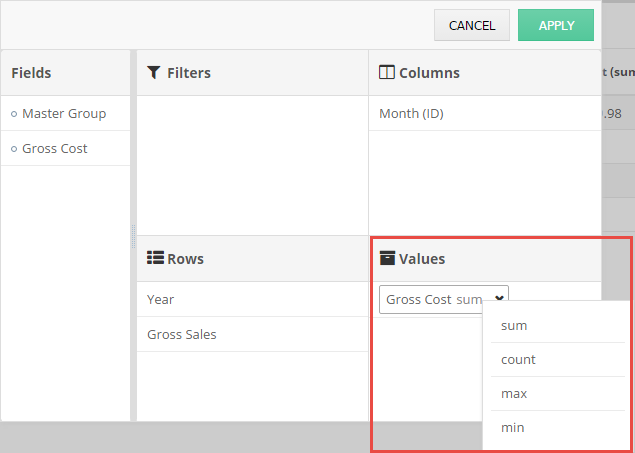 CANCEL APPLY
Fields
Master Group
Gross Cost
Filters
Columns
Month (ID)
Rows
Year
Gross Sales
Values
Gross Cost sum
sum
count
max
min
t (sum
.98